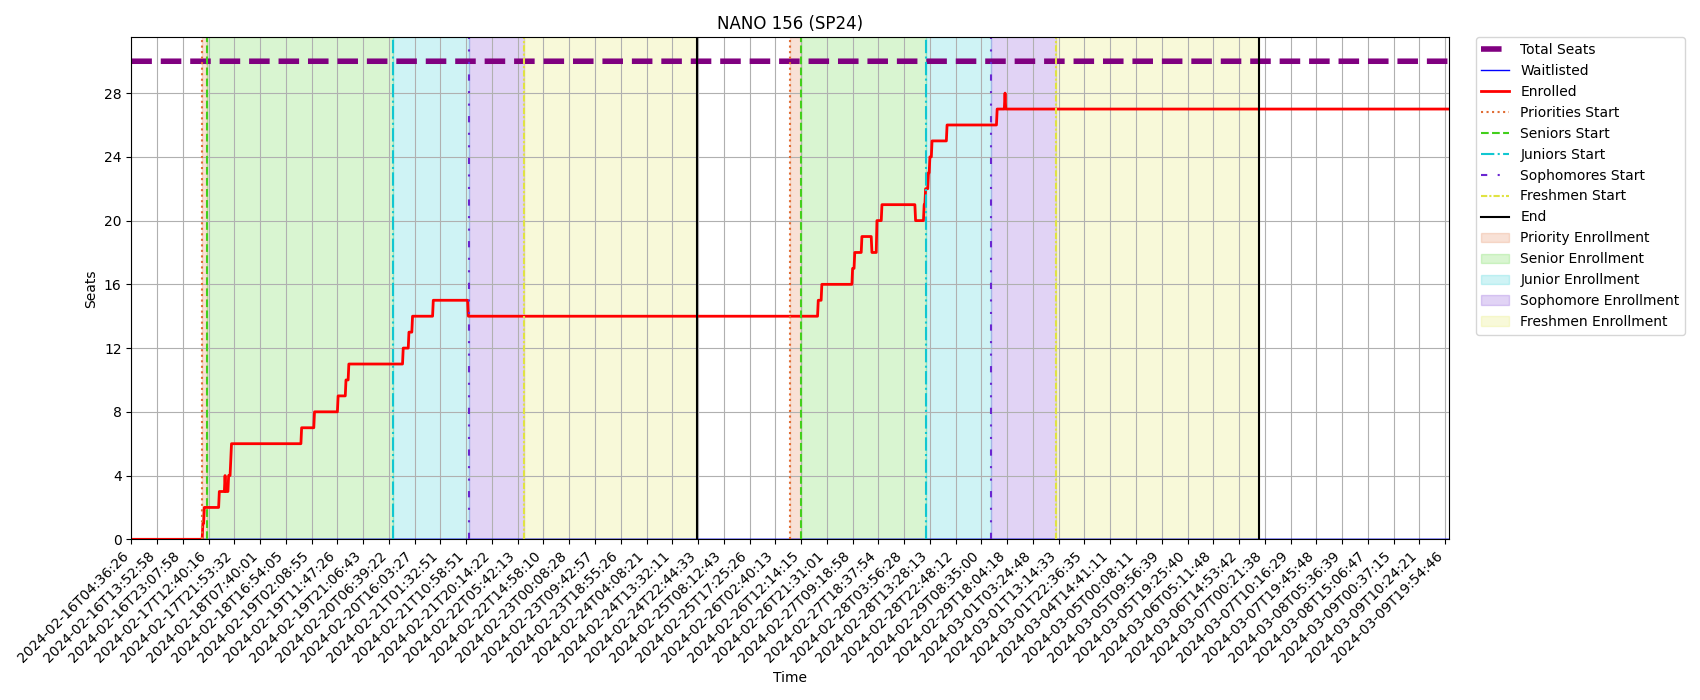 NANO 156 (SP24)
Seats
28
24
20
16
12
8
4
0
2024-02-16T04:36:26
2024-02-16T13:52:58
2024-02-16T23:07:58
2024-02-17T12:40:16
2024-02-17T21:53:32
2024-02-18T07:40:01
2024-02-18T16:54:05
2024-02-19T02:08:55
2024-02-19T11:47:26
2024-02-19T21:06:43
2024-02-20T06:39:22
2024-02-20T16:03:27
2024-02-21T01:32:51
2024-02-21T10:58:51
2024-02-21T20:14:22
2024-02-22T05:42:13
2024-02-22T14:58:10
2024-02-23T00:08:28
2024-02-23T09:42:57
2024-02-23T18:55:26
2024-02-24T04:08:21
2024-02-24T13:32:11
2024-02-24T22:44:33
2024-02-25T08:12:43
2024-02-25T17:25:26
2024-02-26T02:40:13
2024-02-26T12:14:15
2024-02-26T21:31:01
2024-02-27T09:18:58
2024-02-27T18:37:54
2024-02-28T03:56:28
2024-02-28T13:28:13
2024-02-28T22:48:12
2024-02-29T08:35:00
2024-02-29T18:04:18
2024-03-01T03:24:48
2024-03-01T13:14:33
2024-03-01T22:36:35
2024-03-04T14:41:11
2024-03-05T00:08:11
2024-03-05T09:56:39
2024-03-05T19:25:40
2024-03-06T05:11:48
2024-03-06T14:53:42
2024-03-07T00:21:38
2024-03-07T10:16:29
2024-03-07T19:45:48
2024-03-08T05:36:39
2024-03-08T15:06:47
2024-03-09T00:37:15
2024-03-09T10:24:21
2024-03-09T19:54:46
Time
Total Seats
Waitlisted
Enrolled
Priorities Start
Seniors Start
Juniors Start
Sophomores Start
Freshmen Start
End
Priority Enrollment
Senior Enrollment
Junior Enrollment
Sophomore Enrollment
Freshmen Enrollment